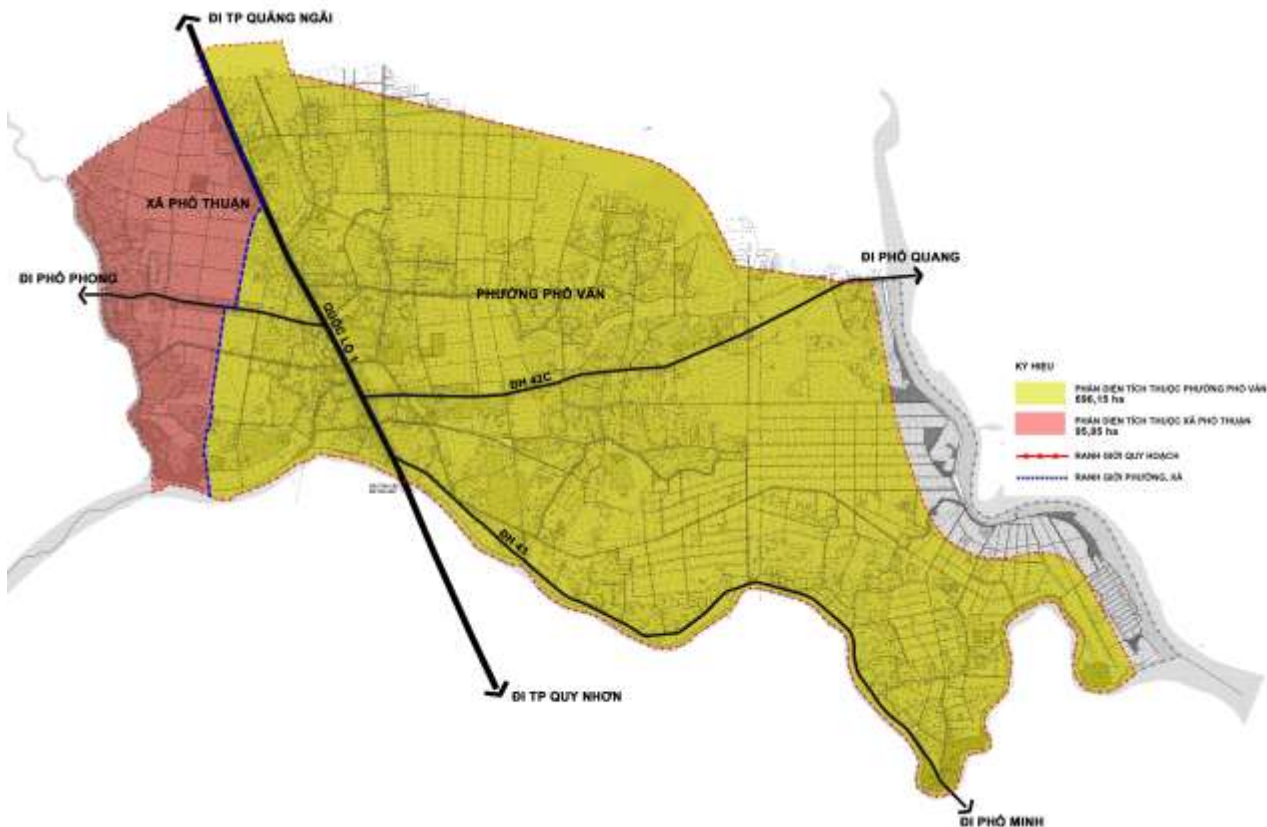 ĐI TP QUẢNG NGÃI
XÃ PHỔ THUẬN
ĐI PHỔ PHONG
ĐI PHỔ QUANG
PHƯỜNG PHỔ VĂN
QUỐC LỘ 1
ĐH 42C
ĐH 41
KÝ HIỆU
PHẦN DIỆN TÍCH THUỘC PHƯỜNG PHỔ VĂN
696,15 ha
PHẦN DIỆN TÍCH THUỘC XÃ PHỔ THUẬN
95,85 ha
RANH GIỚI QUY HOẠCH
RANH GIỚI PHƯỜNG, XÃ
ĐI TP QUY NHƠN
ĐI PHỔ MINH